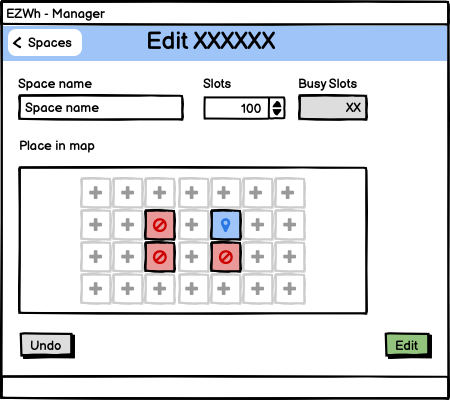 EZWh - Manager
Spaces
Edit XXXXXX
Space name
Slots
Busy Slots
Space name
100
XX
Place in map
Undo
Edit